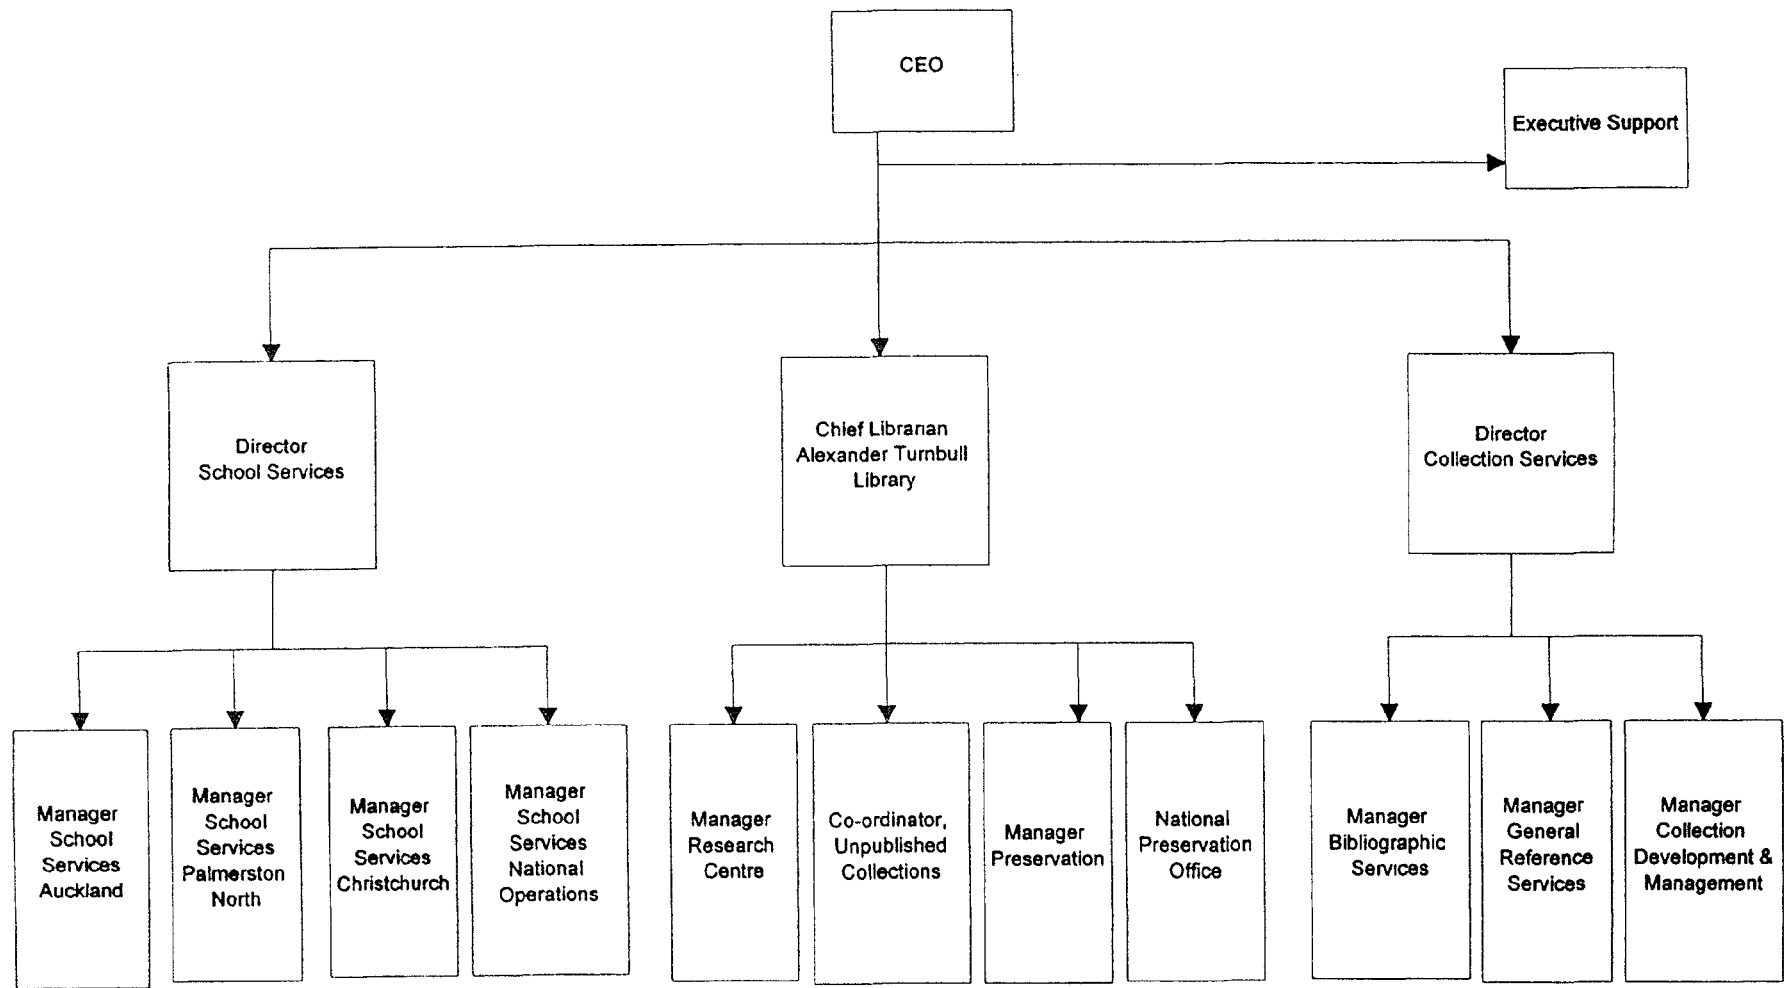 CEO
Executive Support
Director
School Services
Chief Librarian
Alexander Turnbull
Library
Director
Collection Services
Manager
School
Services
Auckland
Manager
School
Services
Palmerston
North
Manager
School
Services
Christchurch
Manager
School
Services
National
Operations
Manager
Research
Centre
Co-ordinator,
Unpublished
Collections
Manager
Preservation
National
Preservation
Office
Manager
Bibliographic
Services
Manager
General
Reference
Services
Manager
Collection
Development &
Management